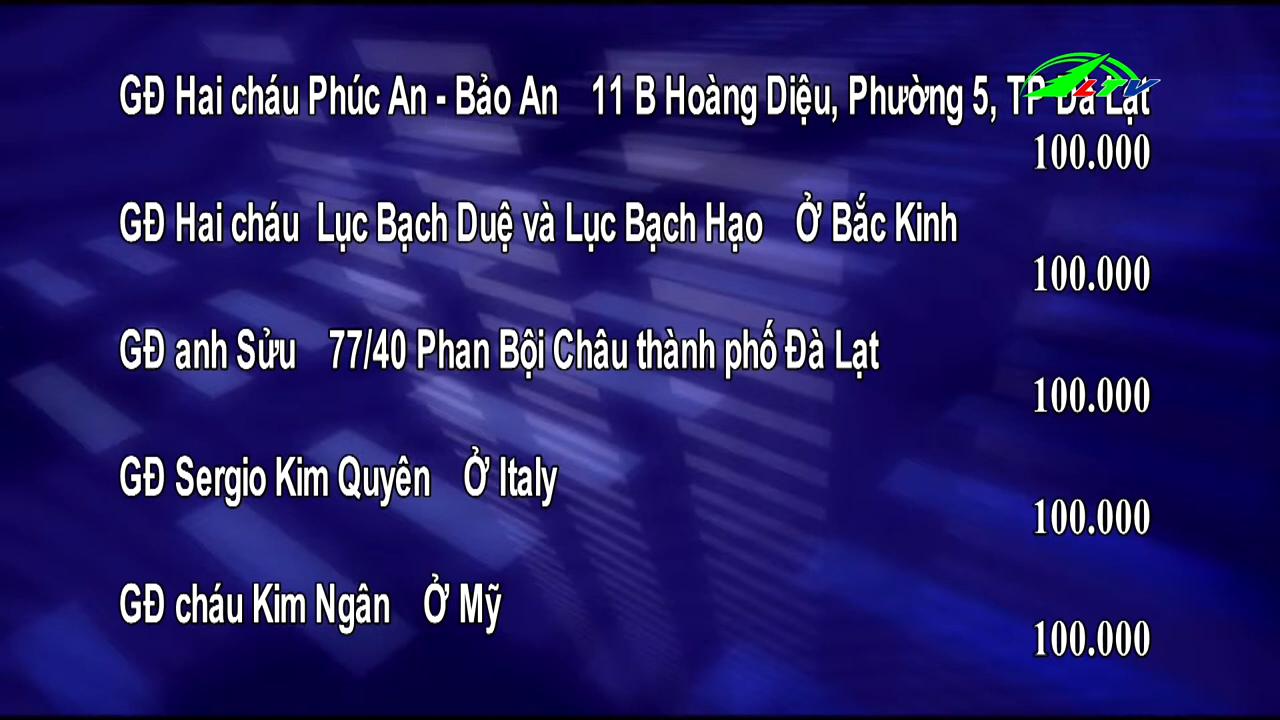 GĐ Hai cháu Phúc An - Bảo An 11 B Hoàng Diệu, Phường 5, TP Đà Lạt
100.000
GĐ Hai cháu Lục Bạch Duệ và Lục Bạch Hạo Ở Bắc Kinh
100.000
GĐ anh Sửu 77/40 Phan Bội Châu thành phố Đà Lạt
100.000
GĐ Sergio Kim Quyên Ở Italy
100.000
GĐ cháu Kim Ngân Ở Mỹ
100.000
LTV